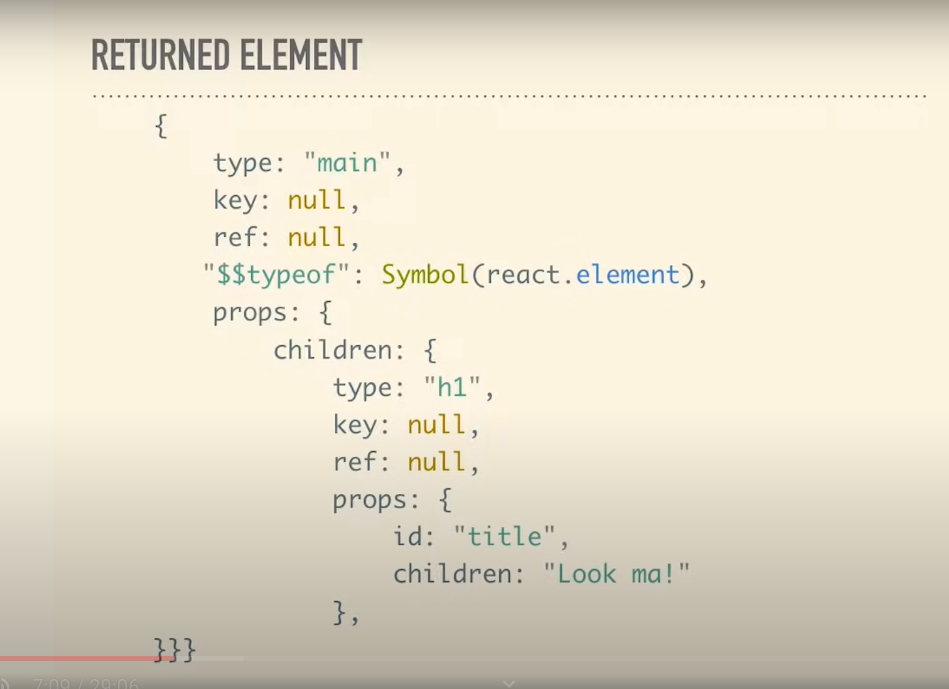 RETURNED ELEMENT
{
type: "main",
key: null,
ref: null,
"$$typeof": Symbol(react.element),
props: {
children: {
type: "h1",
key: null,
ref: null,
props: {
id: "title",
children: "Look ma!"
},
}}}
7:09 / 29:06